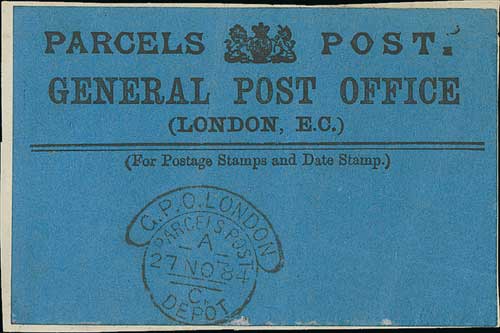 PARCELS POST.
GENERAL POST OFFICE
(LONDON, E.C.)
(For Postage Stamps and Date Stamp.)
G.P.O. LONDON
PARCELS POST
A
27 NO 84
C.
DEPOT